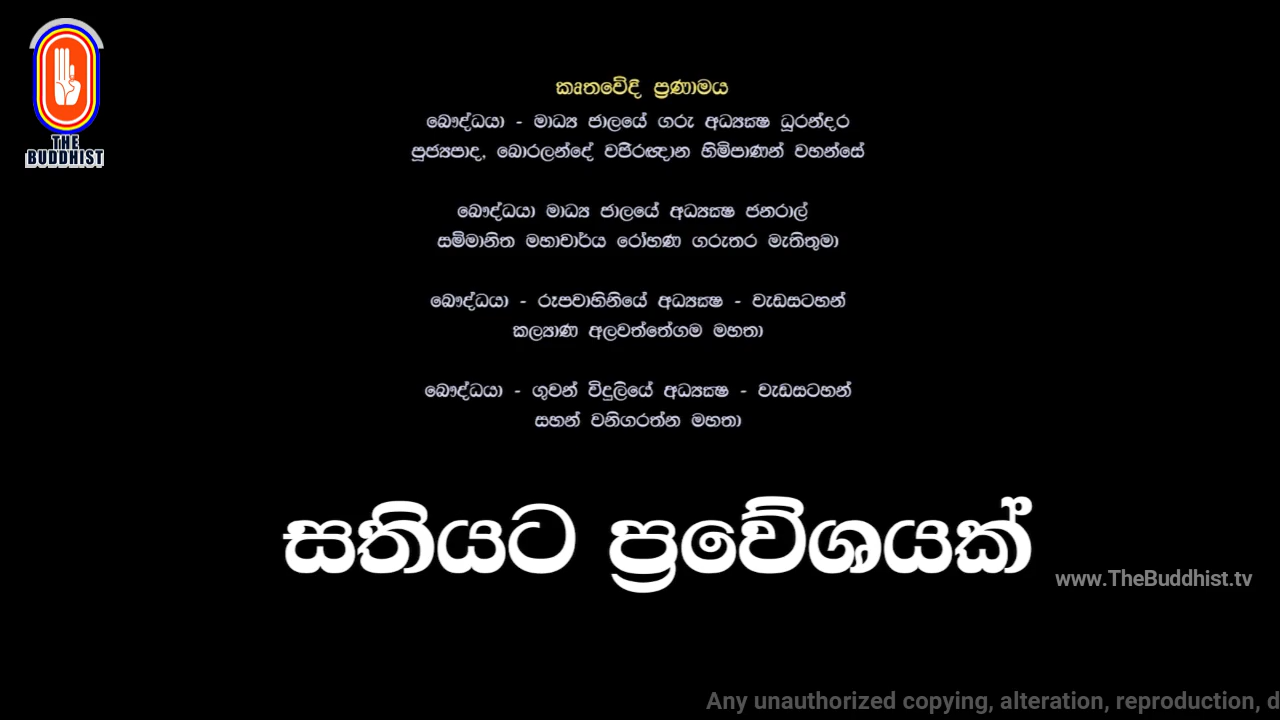 THE
BUDDHIST
කෘතවේදි ප්‍රණාමය
බෞද්ධයා - මාධ්‍ය ජාලයේ ගරු අධ්‍යක්ෂ ධූරන්දර
පූජ්‍යපාද, බොරලන්දේ වජිරඥාන හිමිපාණන් වහන්සේ
බෞද්ධයා මාධ්‍ය ජාලයේ අධ්‍යක්ෂ ජනරාල්
සම්මානිත මහාචාර්ය රෝහණ ගරුතර මැතිතුමා
බෞද්ධයා - රූපවාහිනියේ අධ්‍යක්ෂ - වැඩසටහන්
කල්‍යාණ අලවත්තේගම මහතා
බෞද්ධයා - ගුවන් විදුලියේ අධ්‍යක්ෂ - වැඩසටහන්
සහන් වනිගරත්න මහතා
සතියට ප්‍රවේශයක්
www.TheBuddhist.tv
Any unauthorized copying, alteration, reproduction, d